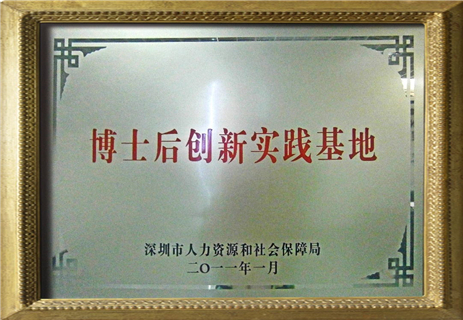 博士后创新实践基地
深圳市人力资源和社会保障局
二〇一一年一月